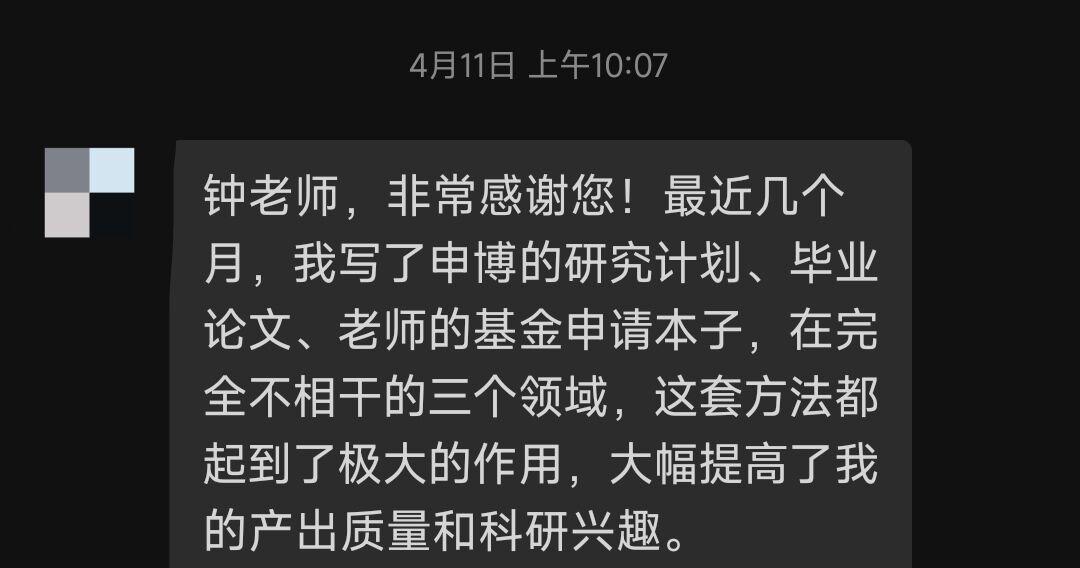 4月11日 上午10:07
钟老师，非常感谢您！最近几个
月，我写了申博的研究计划、毕业
论文、老师的基金申请本子，在完
全不相干的三个领域，这套方法都
起到了极大的作用，大幅提高了我
的产出质量和科研兴趣。